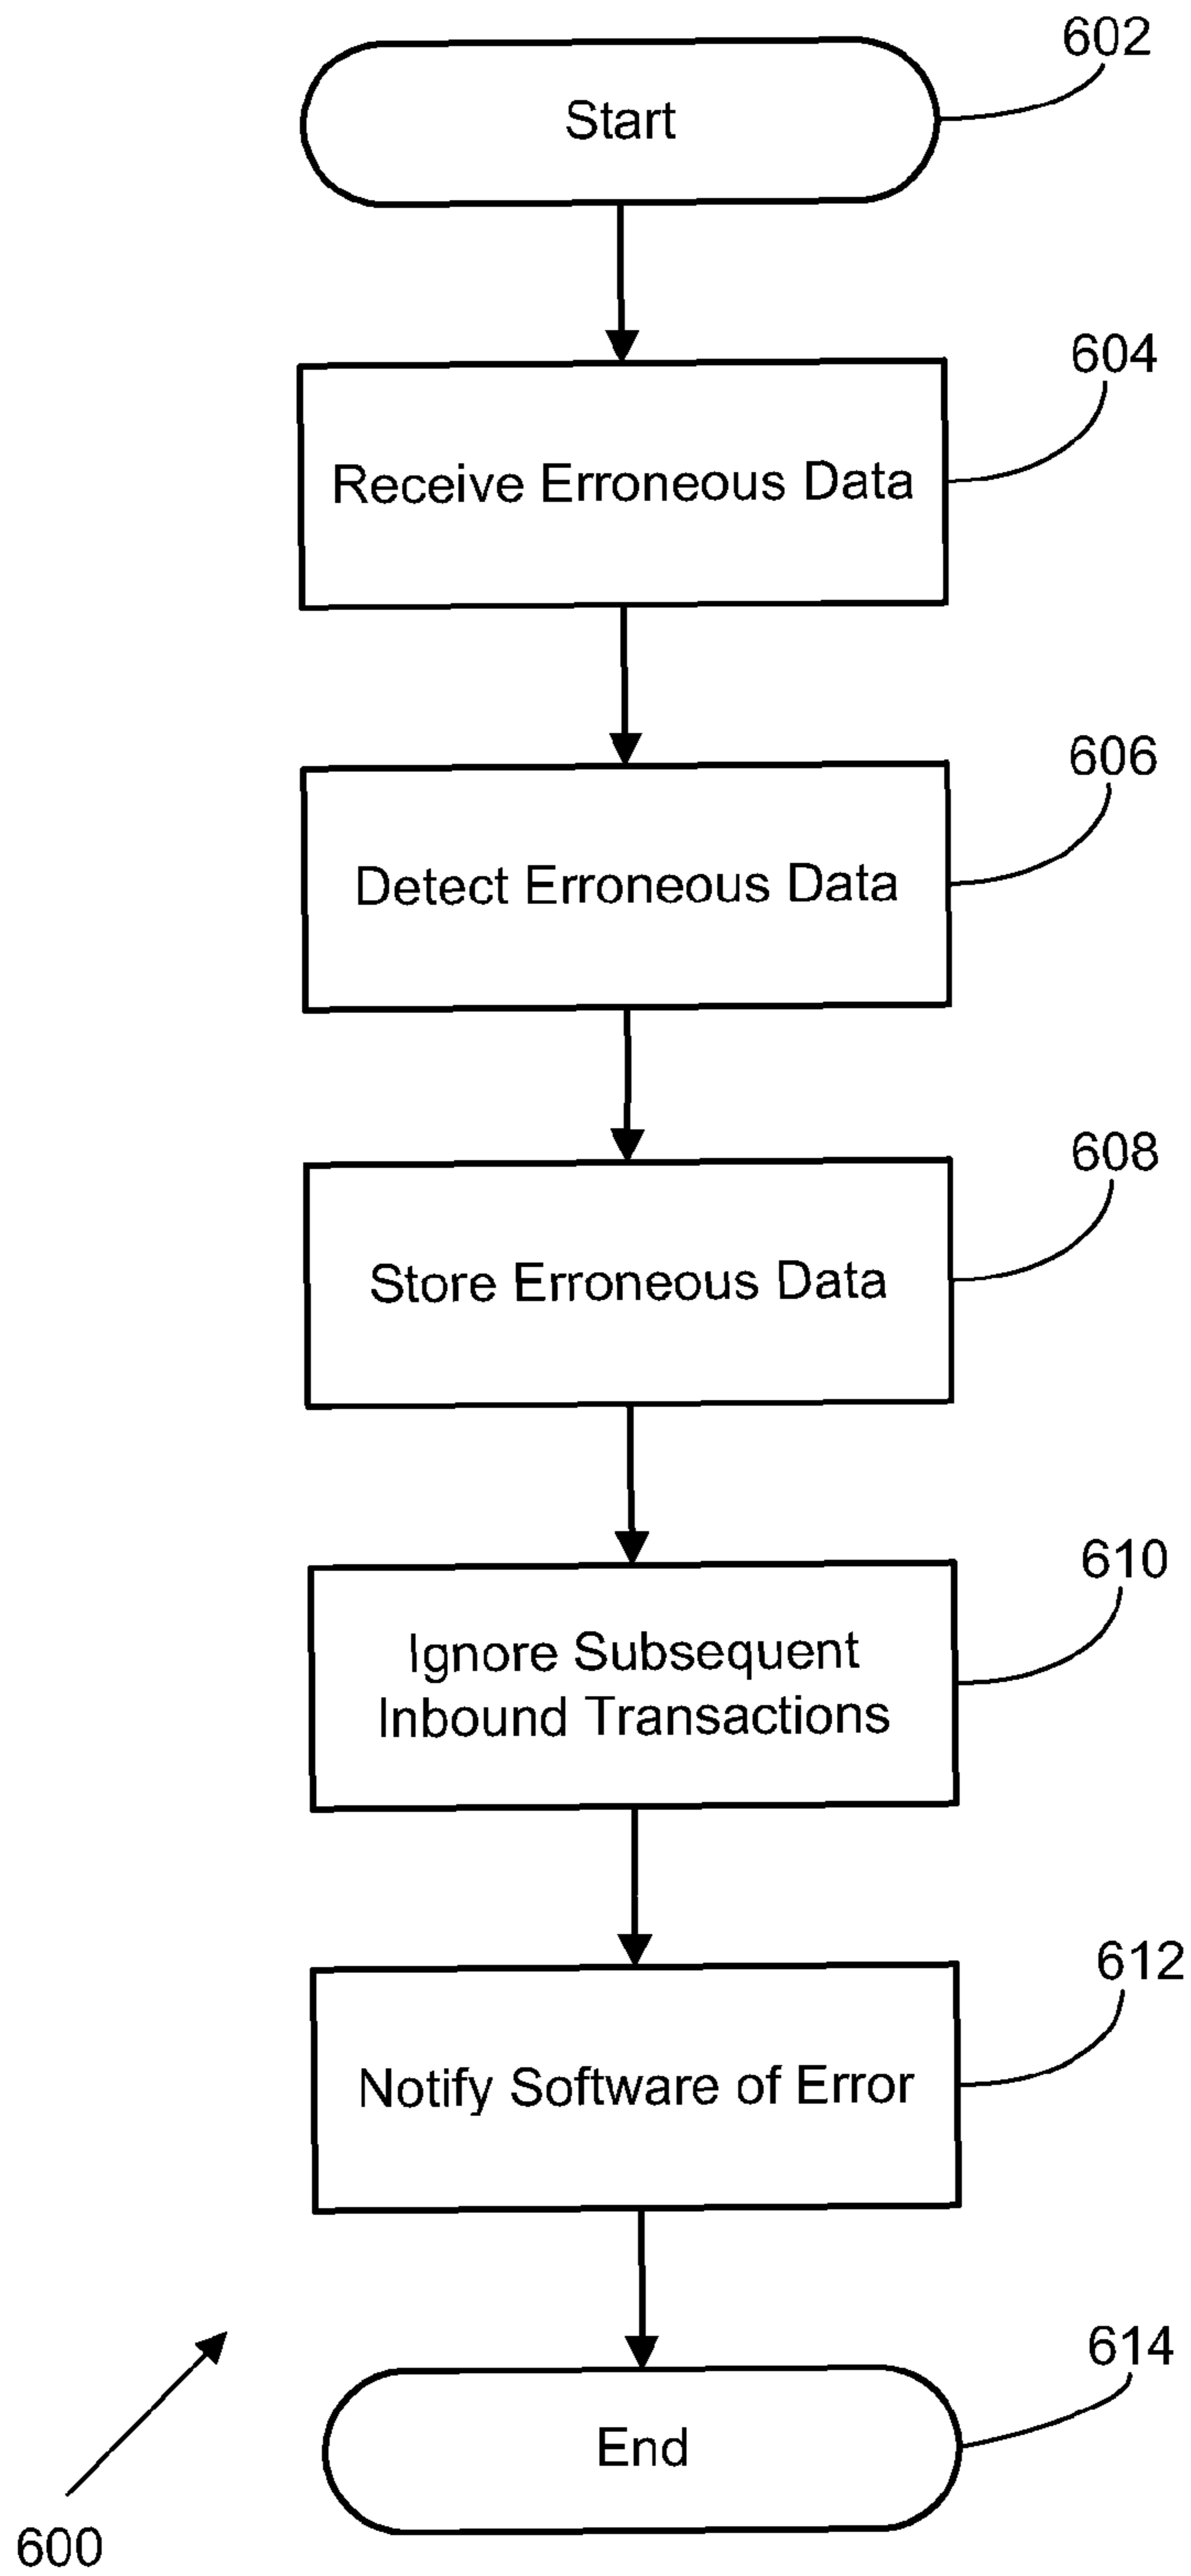 602
Start
604
Receive Erroneous Data
606
Detect Erroneous Data
608
Store Erroneous Data
610
Ignore Subsequent
Inbound Transactions
612
Notify Software of Error
614
End
600